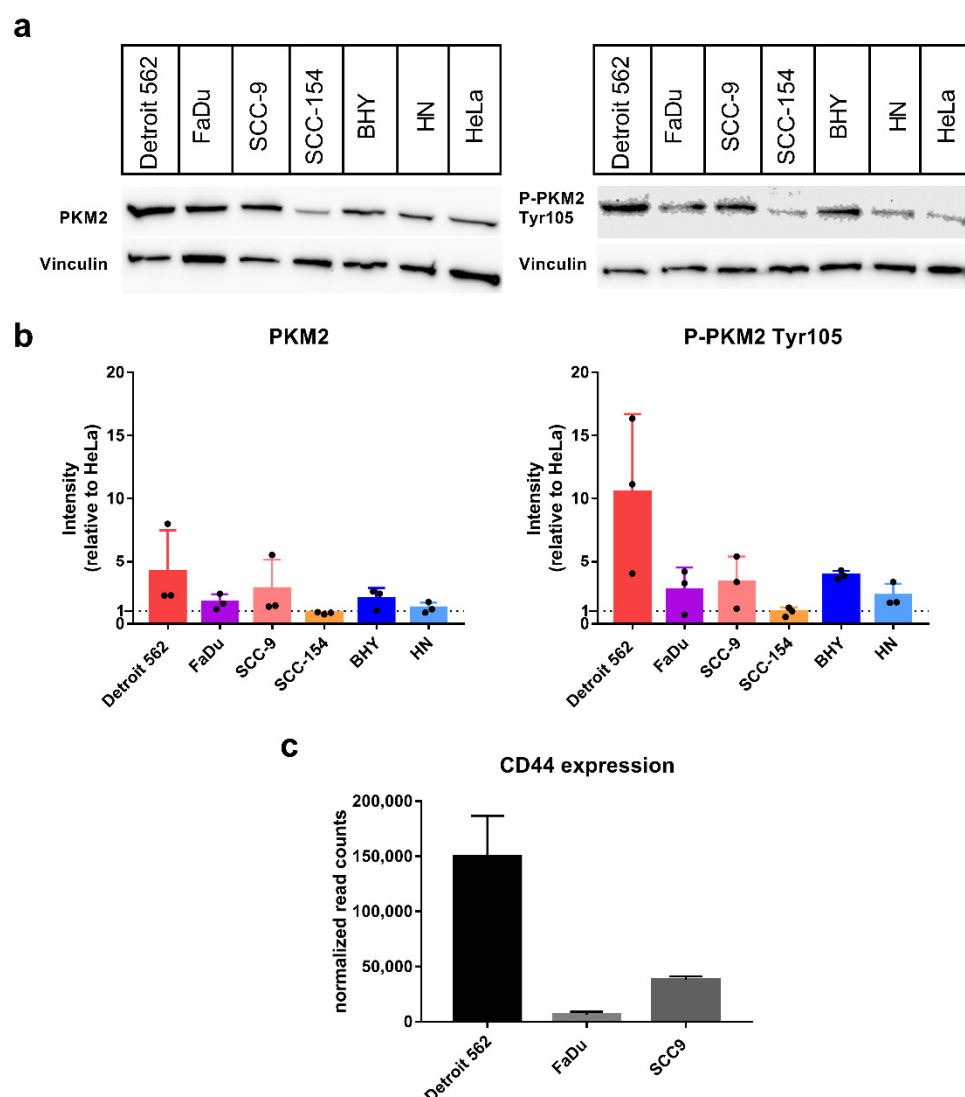 a
Detroit 562
FaDu
SCC-9
SCC-154
BHY
HN
HeLa
PKM2
Vinculin
Detroit 562
FaDu
SCC-9
SCC-154
BHY
HN
HeLa
P-PKM2
Tyr105
Vinculin
b
PKM2
Intensity
(relative to HeLa)
20
15
10
5
1
0
Detroit 562
FaDu
SCC-9
SCC-154
BHY
HN
P-PKM2 Tyr105
Intensity
(relative to HeLa)
20
15
10
5
1
0
Detroit 562
FaDu
SCC-9
SCC-154
BHY
HN
c
CD44 expression
normalized read counts
200,000
150,000
100,000
50,000
0
Detroit 562
FaDu
SCC9